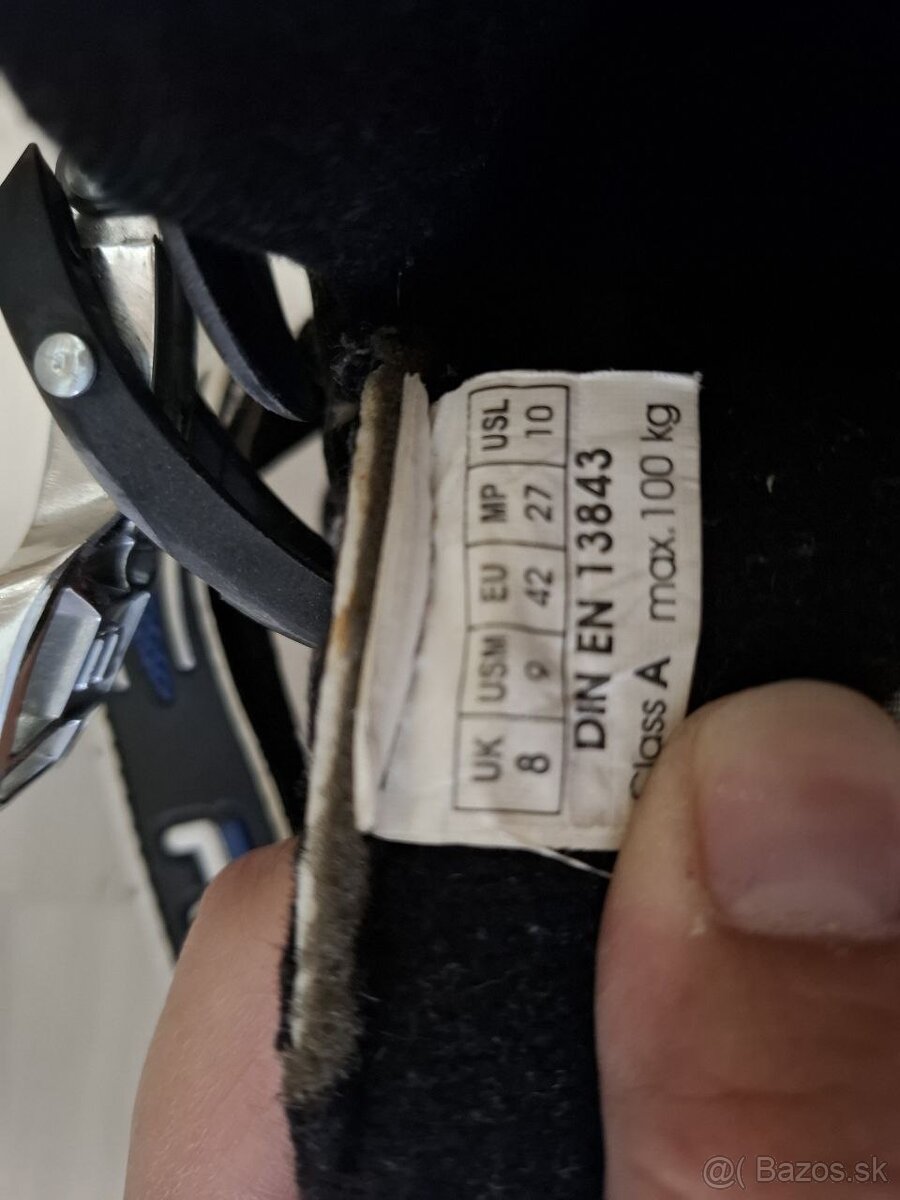 UK USM EU MP USL
8 9 42 27 10
DIN EN 13843
Class A max.100 kg
@( Bazos.sk